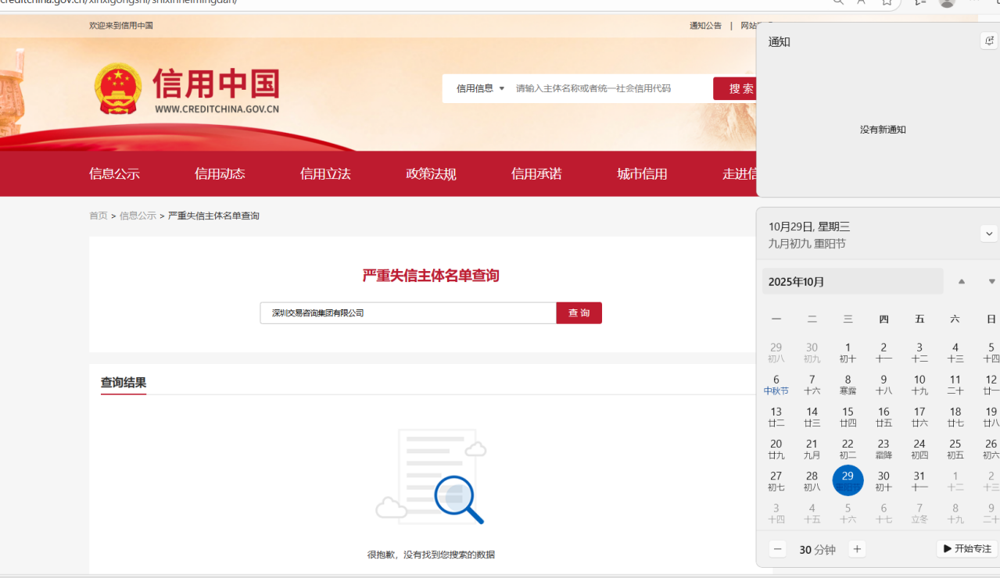 creditchina.gov.cn/xinxigongshi/shixinheimingdan/
欢迎来到信用中国
通知公告 | 网站
信用中国
WWW.CREDITCHINA.GOV.CN
信用信息 请输入主体名称或者统一社会信用代码 搜索
信息公示 信用动态 信用立法 政策法规 信用承诺 城市信用 走进信
首页 > 信息公示 > 严重失信主体名单查询
严重失信主体名单查询
深圳交易咨询集团有限公司 查询
查询结果
很抱歉，没有找到您搜索的数据
通知
没有新通知
10月29日, 星期三
九月初九 重阳节
2025年10月
一 二 三 四 五 六 日
29 30 1 2 3 4 5
初八 初九 初十 十一 十二 十三 十四
6 7 8 9 10 11 12
中秋节 十六 寒露 十八 十九 二十 廿一
13 14 15 16 17 18 19
廿二 廿三 廿四 廿五 廿六 廿七 廿八
20 21 22 23 24 25 26
廿九 九月 初二 霜降 初四 初五 初六
27 28 29 30 31 1 2
初七 初八 重阳节 初十 十一 十二 十三
3 4 5 6 7 8 9
十四 十五 十六 十七 立冬 十九 二十
30 分钟 开始专注